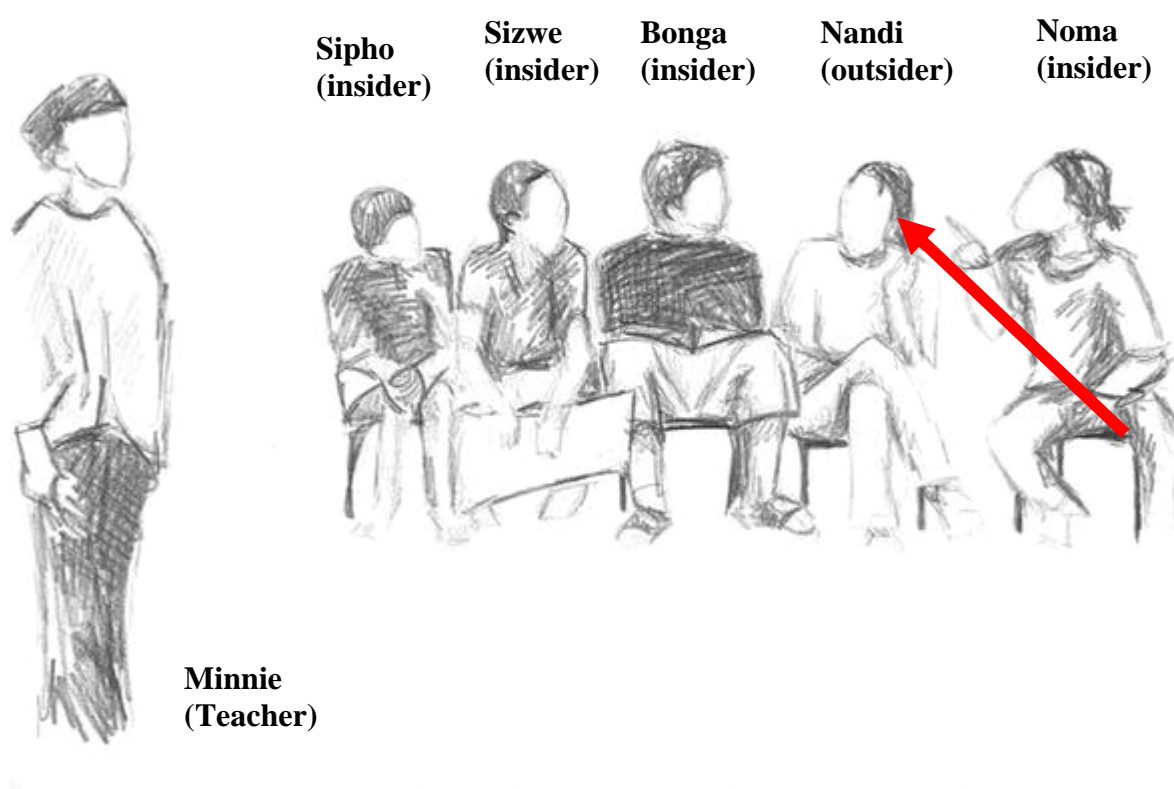 Sipho
(insider)
Sizwe
(insider)
Bonga
(insider)
Nandi
(outsider)
Noma
(insider)
Minnie
(Teacher)